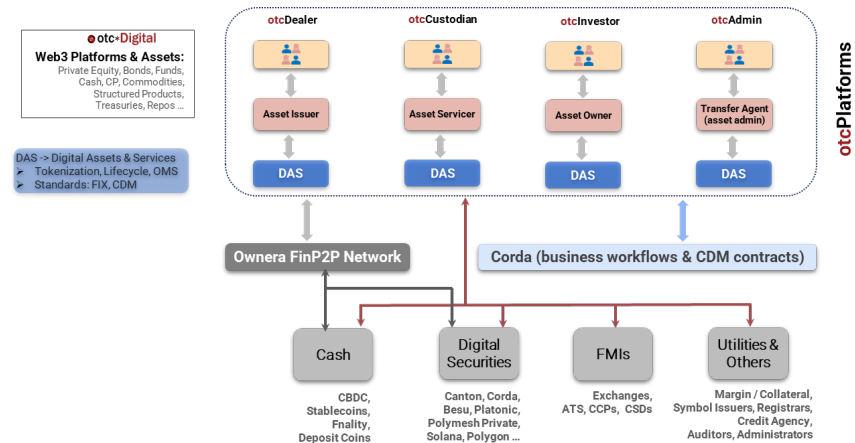 otc*Digital
Web3 Platforms & Assets:
Private Equity, Bonds, Funds,
Cash, CP, Commodities,
Structured Products,
Treasuries, Repos ...
DAS -> Digital Assets & Services
➢ Tokenization, Lifecycle, OMS
➢ Standards: FIX, CDM
otcDealer
otcCustodian
otcInvestor
otcAdmin
Asset Issuer
Asset Servicer
Asset Owner
Transfer Agent
(asset admin)
DAS
DAS
DAS
DAS
otcPlatforms
Ownera FinP2P Network
Corda (business workflows & CDM contracts)
Cash
Digital
Securities
FMIs
Utilities &
Others
CBDC,
Stablecoins,
Fnality,
Deposit Coins
Canton, Corda,
Besu, Platonic,
Polymesh Private,
Solana, Polygon ...
Exchanges,
ATS, CCPs, CSDs
Margin / Collateral,
Symbol Issuers, Registrars,
Credit Agency,
Auditors, Administrators